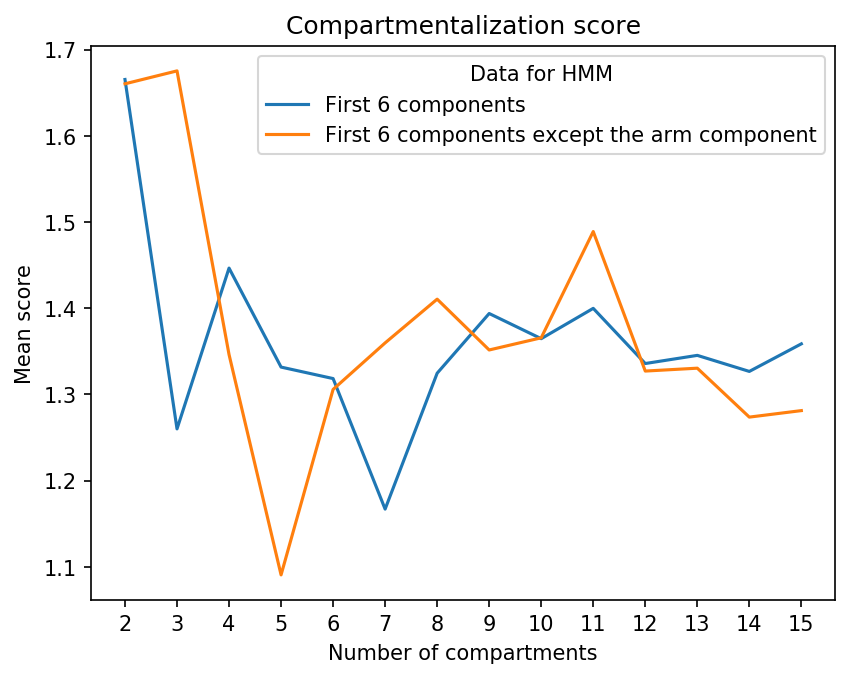 Compartmentalization score
1.7
1.6
1.5
1.4
1.3
1.2
1.1
Mean score
Data for HMM
First 6 components
First 6 components except the arm component
2 3 4 5 6 7 8 9 10 11 12 13 14 15
Number of compartments